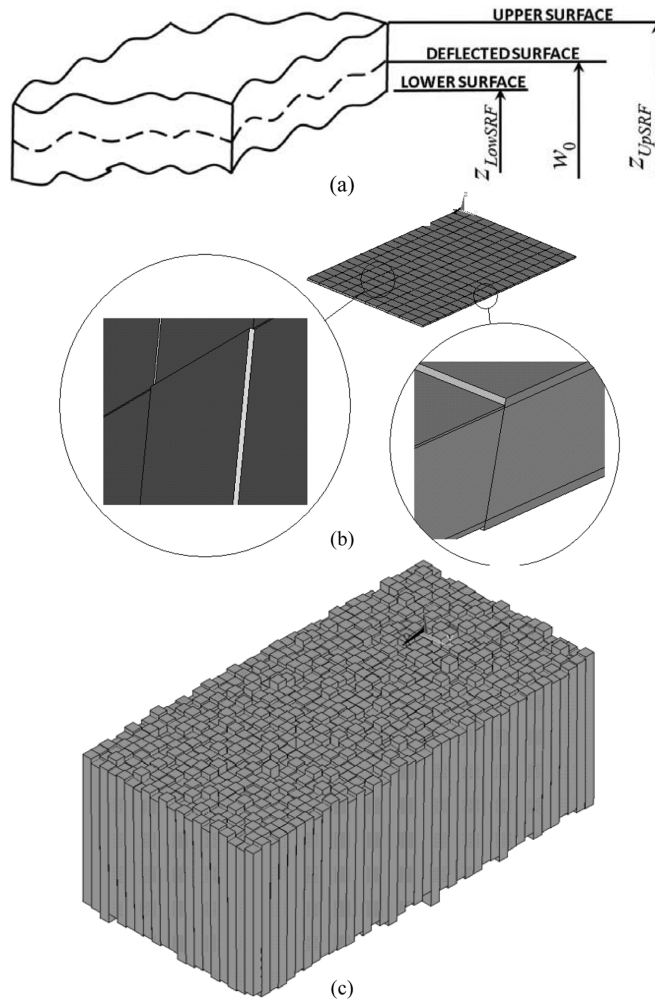 UPPER SURFACE
DEFLECTED SURFACE
LOWER SURFACE
z_LowSRF
w_0
z_UpSRF
(a)
(b)
(c)